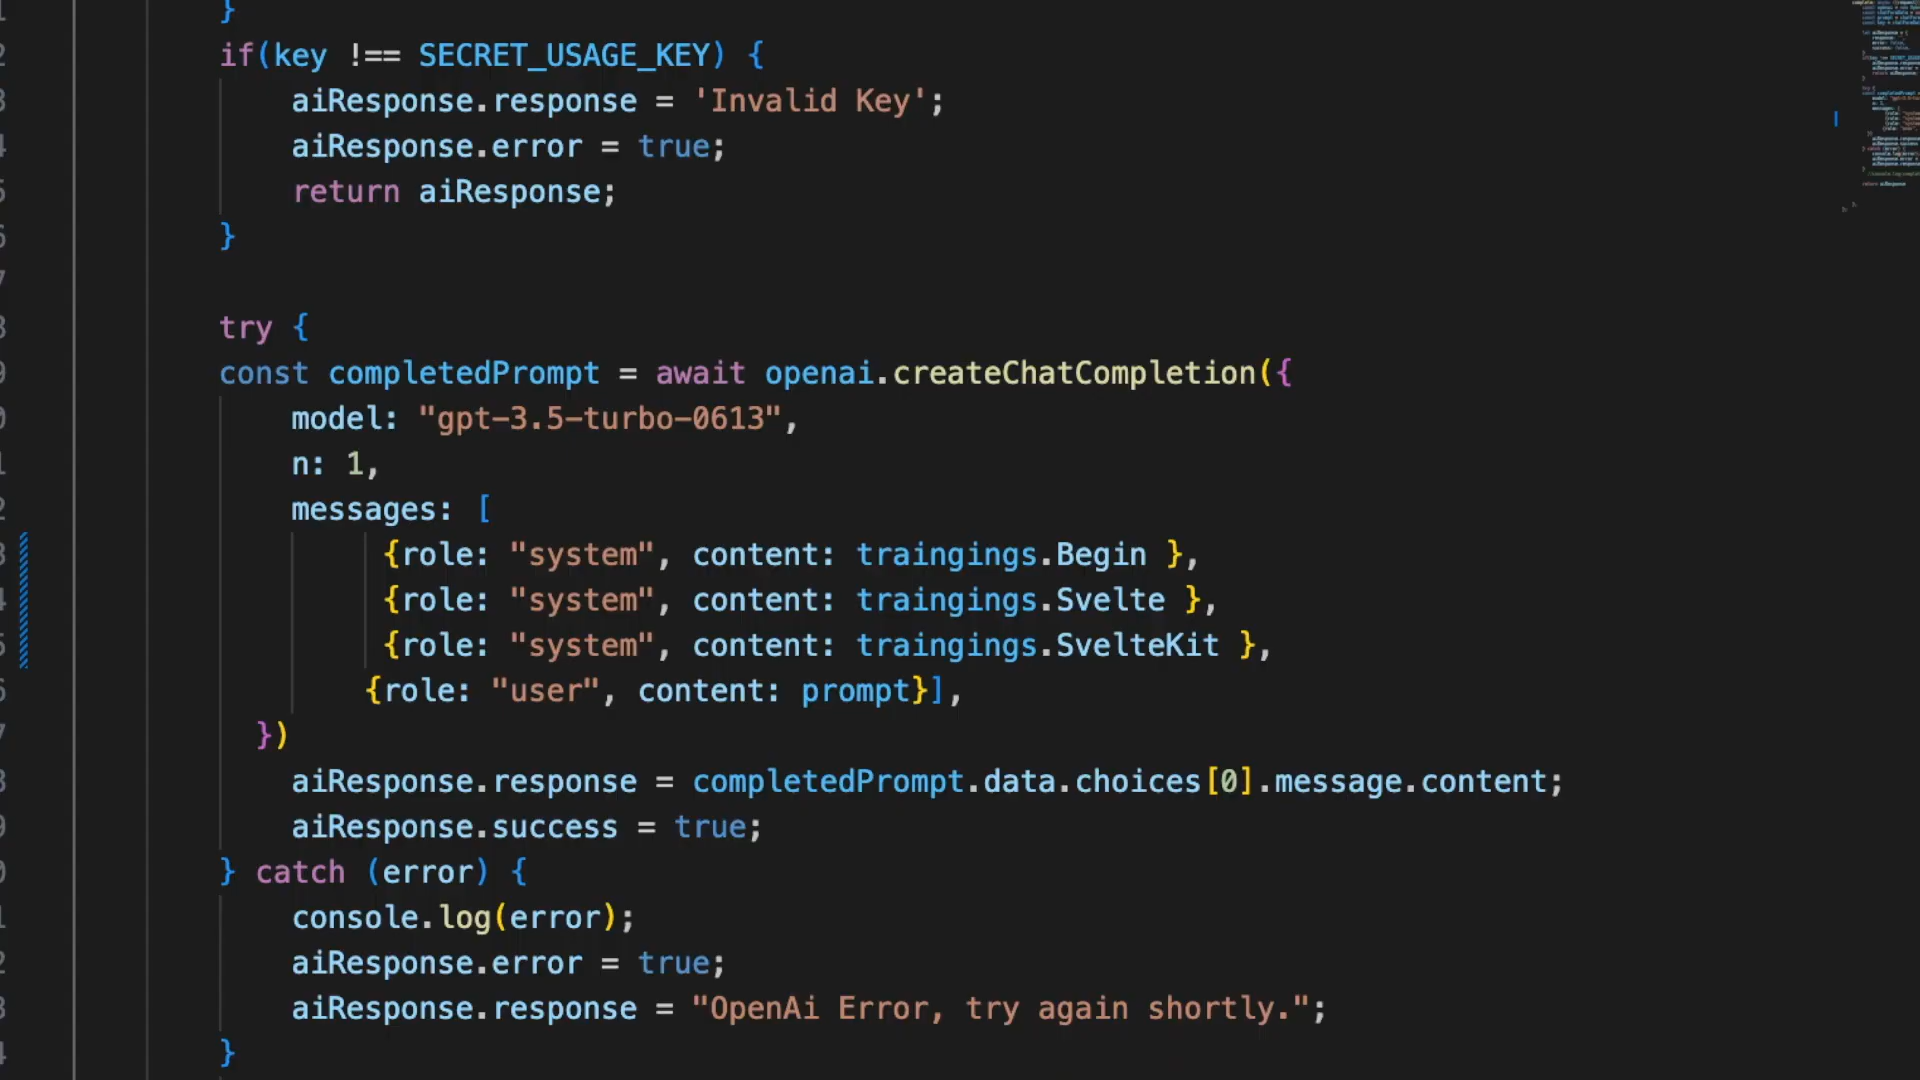 }
if(key !== SECRET_USAGE_KEY) {
aiResponse.response = 'Invalid Key';
aiResponse.error = true;
return aiResponse;
}
try {
const completedPrompt = await openai.createChatCompletion({
model: "gpt-3.5-turbo-0613",
n: 1,
messages: [
{role: "system", content: traingings.Begin },
{role: "system", content: traingings.Svelte },
{role: "system", content: traingings.SvelteKit },
{role: "user", content: prompt}],
})
aiResponse.response = completedPrompt.data.choices[0].message.content;
aiResponse.success = true;
} catch (error) {
console.log(error);
aiResponse.error = true;
aiResponse.response = "OpenAi Error, try again shortly.";
}